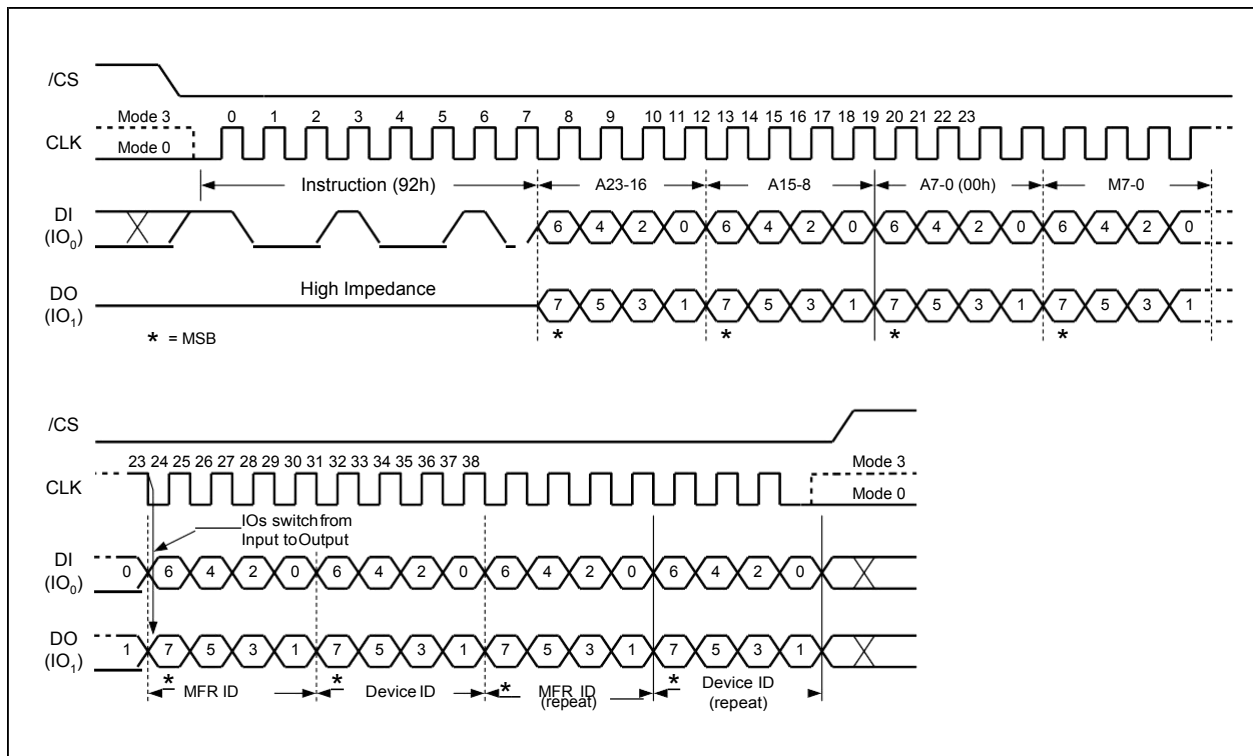 /CS
Mode 3
0 1 2 3 4 5 6 7 8 9 10 11 12 13 14 15 16 17 18 19 20 21 22 23
CLK
Mode 0
Instruction (92h) A23-16 A15-8 A7-0 (00h) M7-0
DI
(IO0)
6 4 2 0 6 4 2 0 6 4 2 0 6 4 2 0
High Impedance
DO
(IO1)
7 5 3 1 7 5 3 1 7 5 3 1 7 5 3 1
* * * *
* = MSB
/CS
23 24 25 26 27 28 29 30 31 32 33 34 35 36 37 38
Mode 3
CLK
Mode 0
IOs switch from
Input to Output
DI
(IO0)
0 6 4 2 0 6 4 2 0 6 4 2 0 6 4 2 0
DO
(IO1)
1 7 5 3 1 7 5 3 1 7 5 3 1 7 5 3 1
* * * *
MFR ID Device ID MFR ID Device ID
(repeat) (repeat)